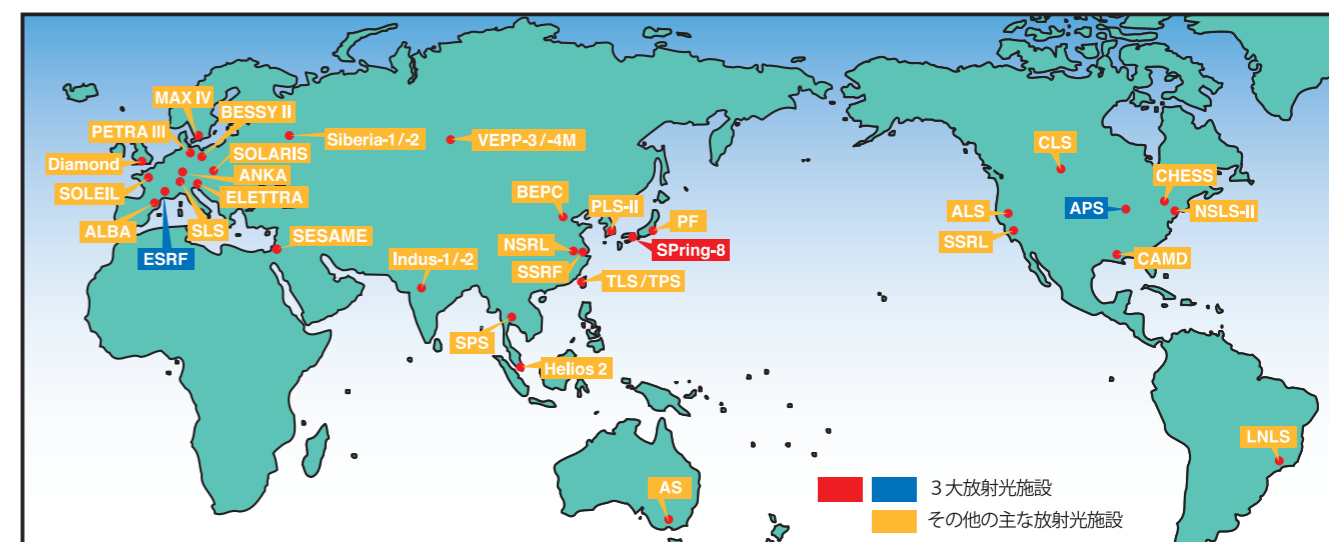 MAX IV
BESSY II
PETRA III
Siberia-1/-2
VEPP-3/-4M
Diamond
SOLARIS
ANKA
SOLEIL
ELETTRA
ALBA
SLS
ESRF
SESAME
BEPC
PLS-II
PF
NSRL
SPring-8
Indus-1/-2
SSRF
TLS/TPS
SPS
Helios 2
AS
CLS
CHESS
ALS
APS
NSLS-II
SSRL
CAMD
LNLS
3大放射光施設
その他の主な放射光施設